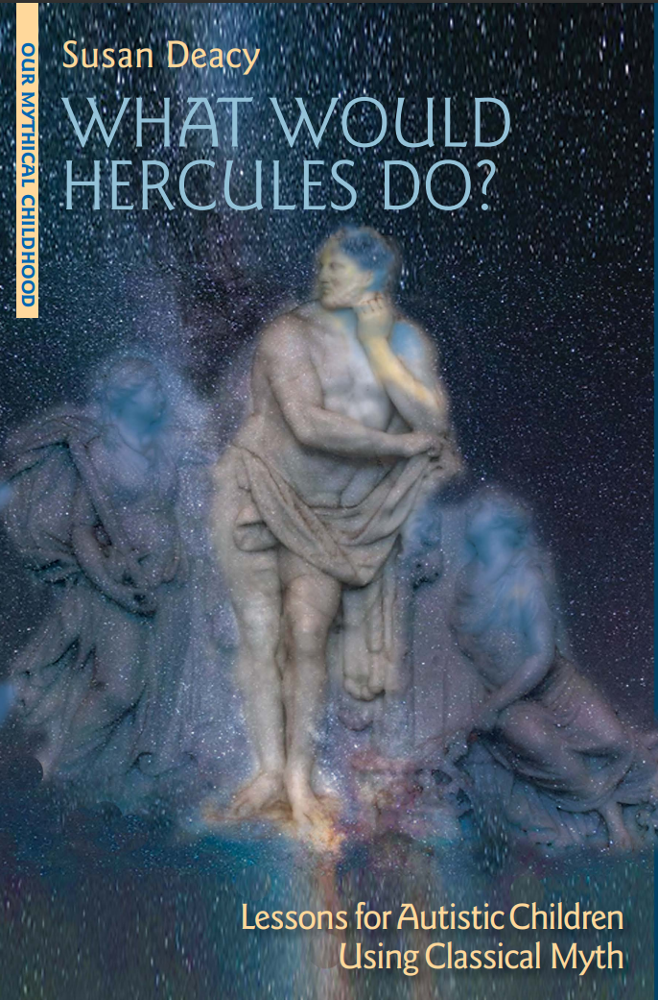 OUR MYTHICAL CHILDHOOD
Susan Deacy
WHAT WOULD
HERCULES DO?
Lessons for Autistic Children
Using Classical Myth